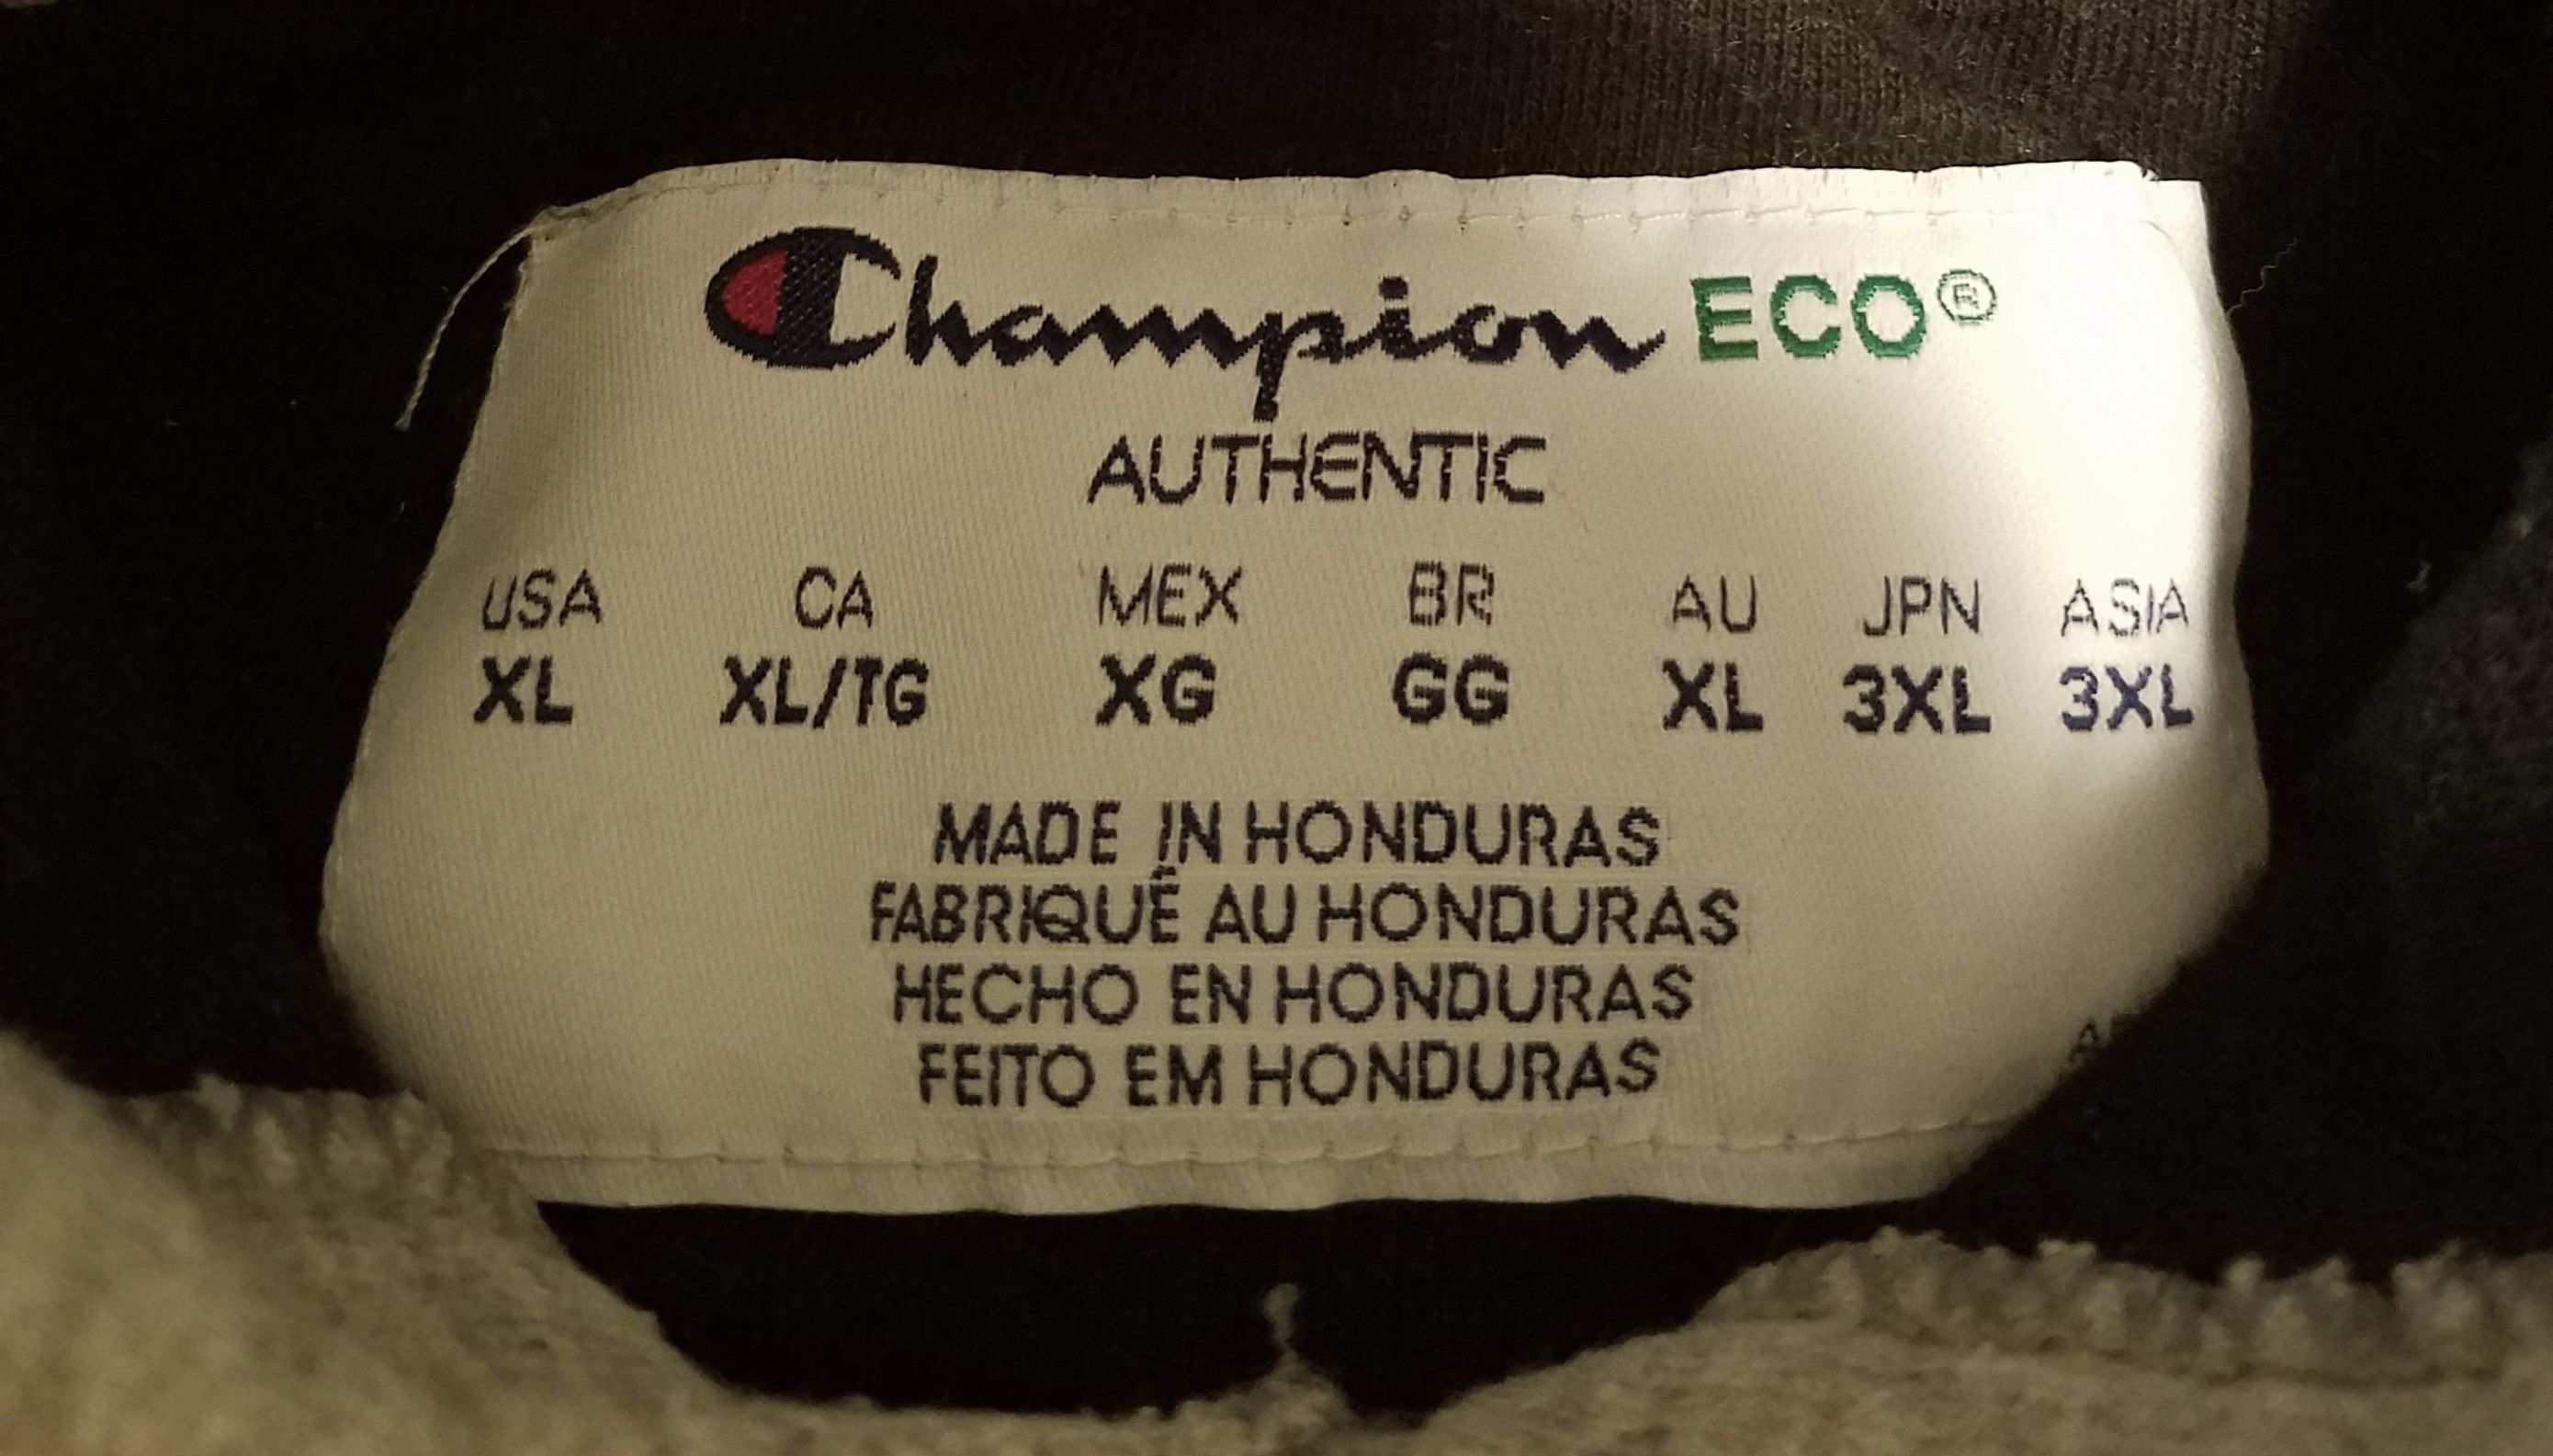 Champion ECO®
AUTHENTIC
USA CA MEX BR AU JPN ASIA
XL XL/TG XG GG XL 3XL 3XL
MADE IN HONDURAS
FABRIQUÉ AU HONDURAS
HECHO EN HONDURAS
FEITO EM HONDURAS